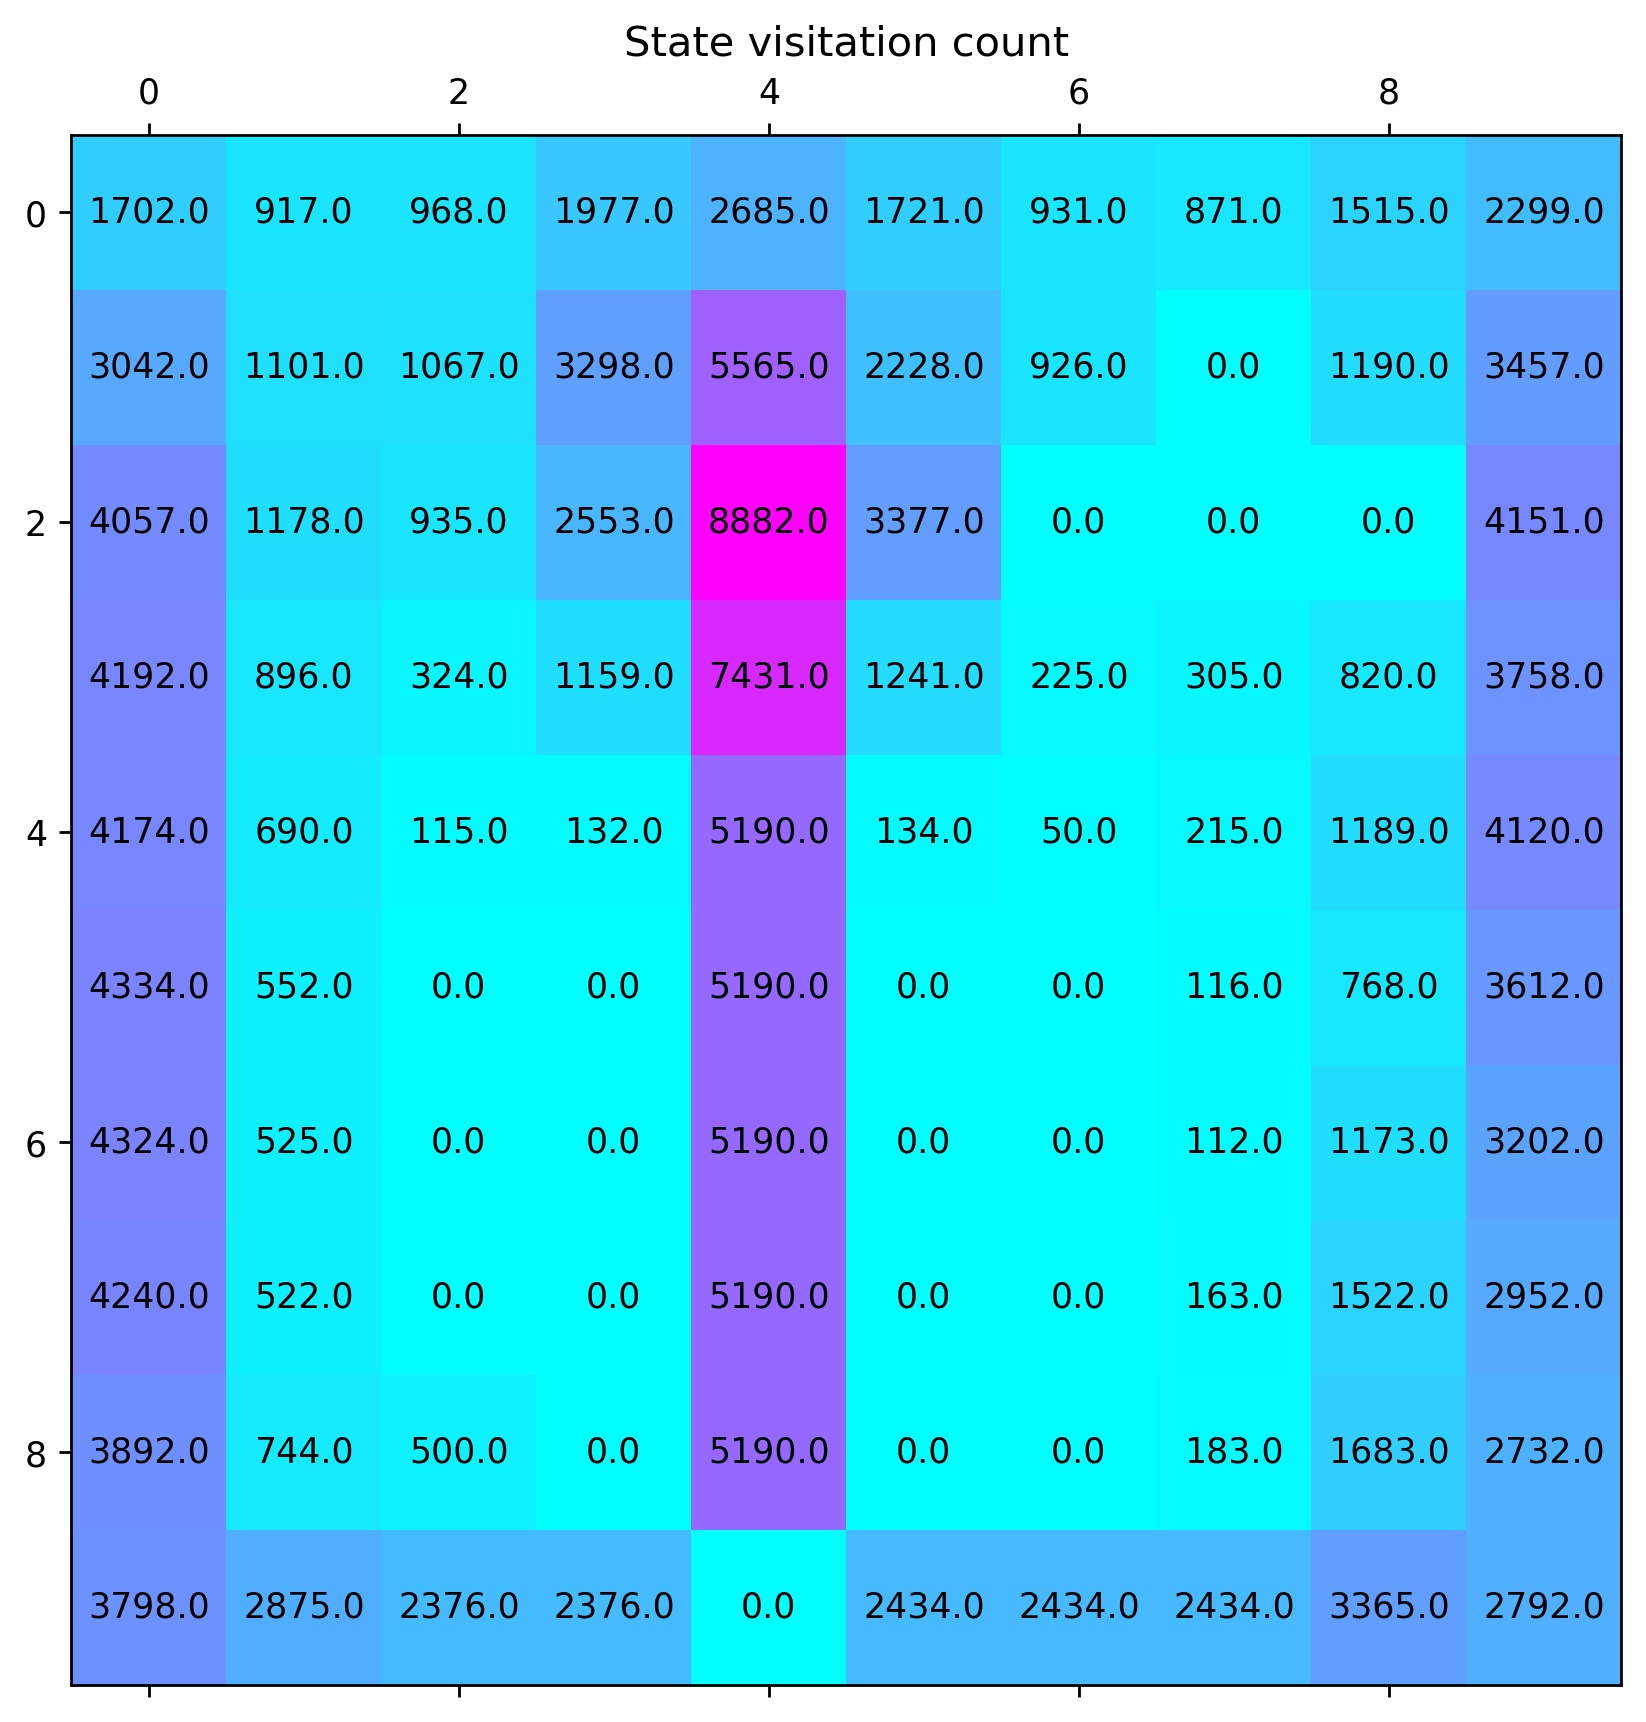 State visitation count
0 2 4 6 8
0 1702.0 917.0 968.0 1977.0 2685.0 1721.0 931.0 871.0 1515.0 2299.0
3042.0 1101.0 1067.0 3298.0 5565.0 2228.0 926.0 0.0 1190.0 3457.0
2 4057.0 1178.0 935.0 2553.0 8882.0 3377.0 0.0 0.0 0.0 4151.0
4192.0 896.0 324.0 1159.0 7431.0 1241.0 225.0 305.0 820.0 3758.0
4 4174.0 690.0 115.0 132.0 5190.0 134.0 50.0 215.0 1189.0 4120.0
4334.0 552.0 0.0 0.0 5190.0 0.0 0.0 116.0 768.0 3612.0
6 4324.0 525.0 0.0 0.0 5190.0 0.0 0.0 112.0 1173.0 3202.0
4240.0 522.0 0.0 0.0 5190.0 0.0 0.0 163.0 1522.0 2952.0
8 3892.0 744.0 500.0 0.0 5190.0 0.0 0.0 183.0 1683.0 2732.0
3798.0 2875.0 2376.0 2376.0 0.0 2434.0 2434.0 2434.0 3365.0 2792.0